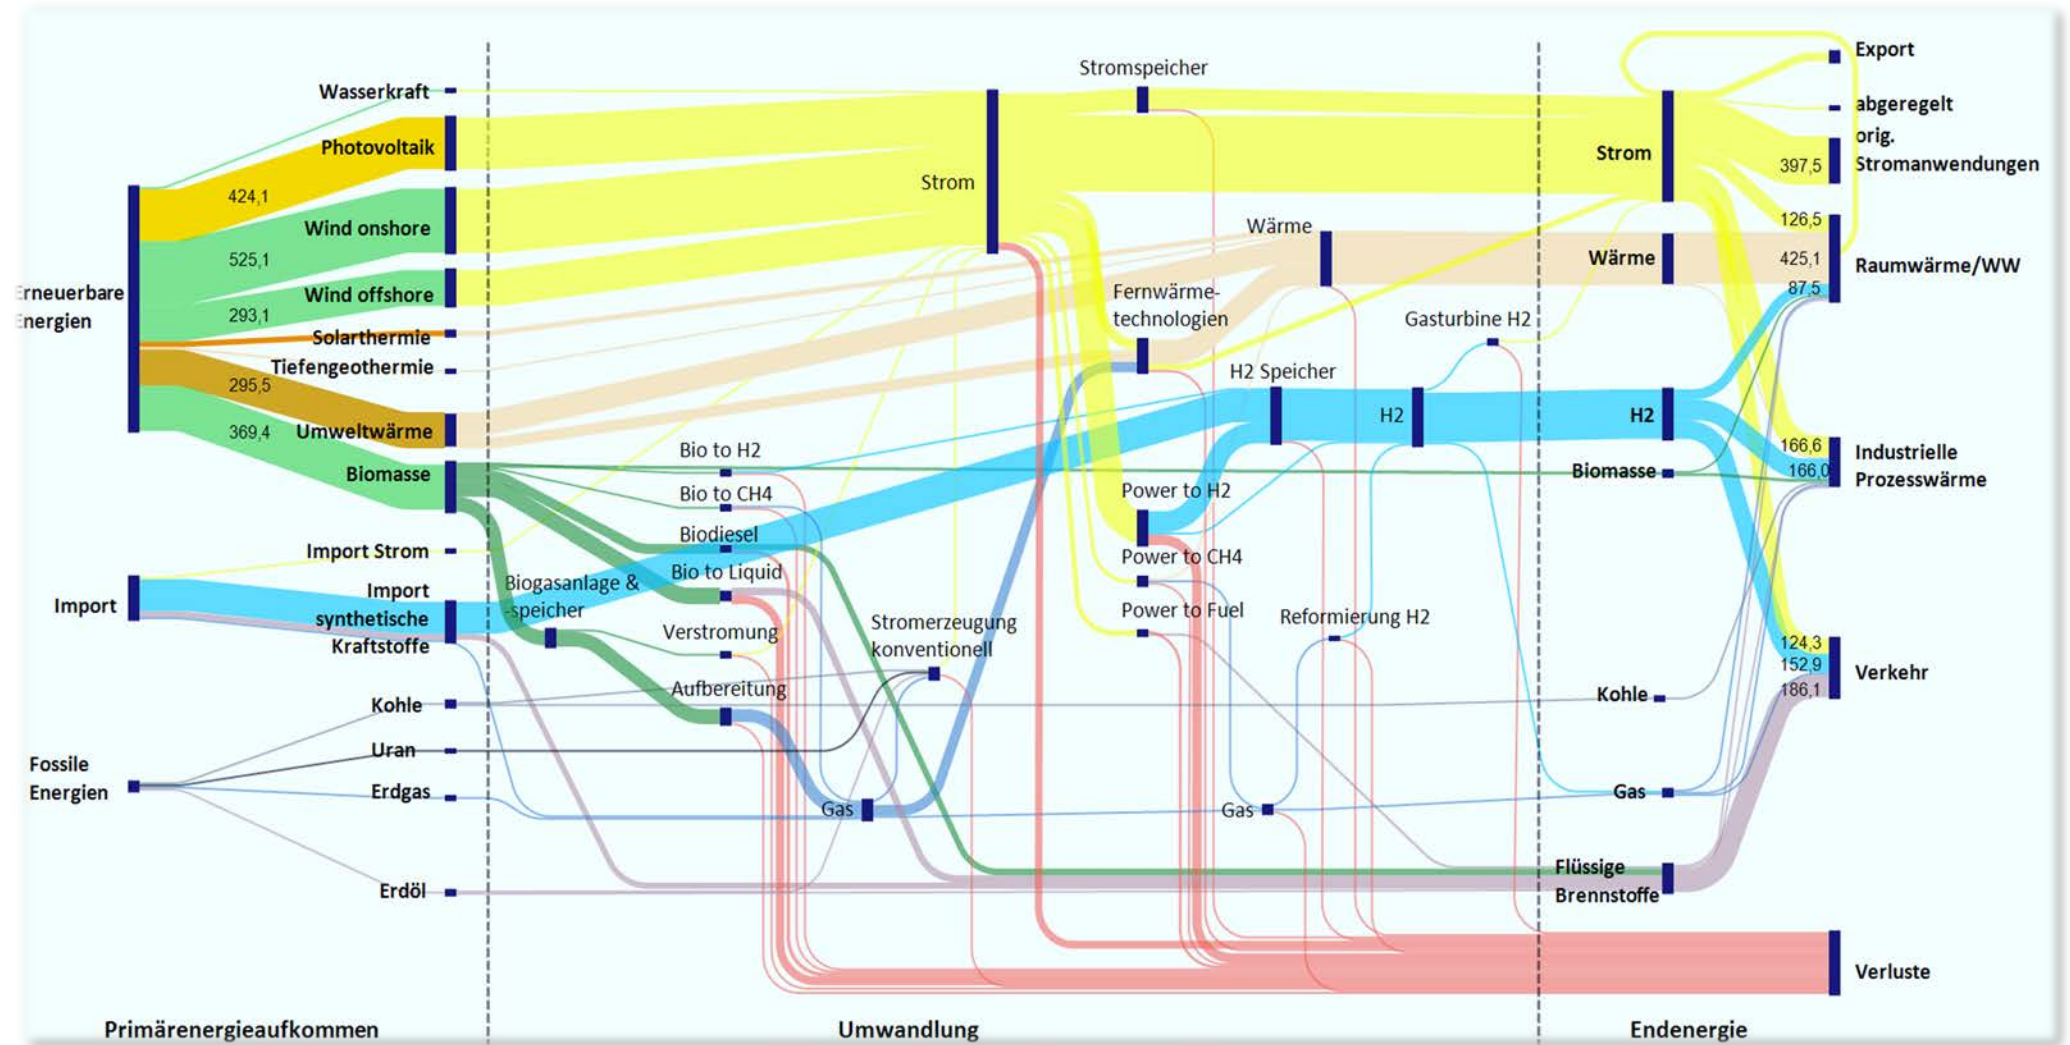 Export
Stromspeicher
Wasserkraft
abgeregelt
orig.
Photovoltaik
Strom
Stromanwendungen
397,5
Strom
424,1
126,5
Wind onshore
Wärme
525,1
Wärme
425,1
Raumwärme/WW
87,5
Erneuerbare
Energien
Wind offshore
293,1
Fernwärme-
technologien
Gasturbine H2
Solarthermie
Tiefengeothermie
H2 Speicher
295,5
369,4
Umweltwärme
H2
H2
166,6
Bio to H2
Industrielle
Prozesswärme
166,0
Biomasse
Biomasse
Bio to CH4
Power to H2
Biodiesel
Import Strom
Power to CH4
Bio to Liquid
Import
Import
synthetische
Kraftstoffe
Biogasanlage &
-speicher
Power to Fuel
Reformierung H2
Stromerzeugung
konventionell
Verstromung
124,3
152,9
186,1
Verkehr
Aufbereitung
Kohle
Kohle
Uran
Fossile
Energien
Erdgas
Gas
Gas
Gas
Flüssige
Brennstoffe
Erdöl
Verluste
Primärenergieaufkommen
Umwandlung
Endenergie